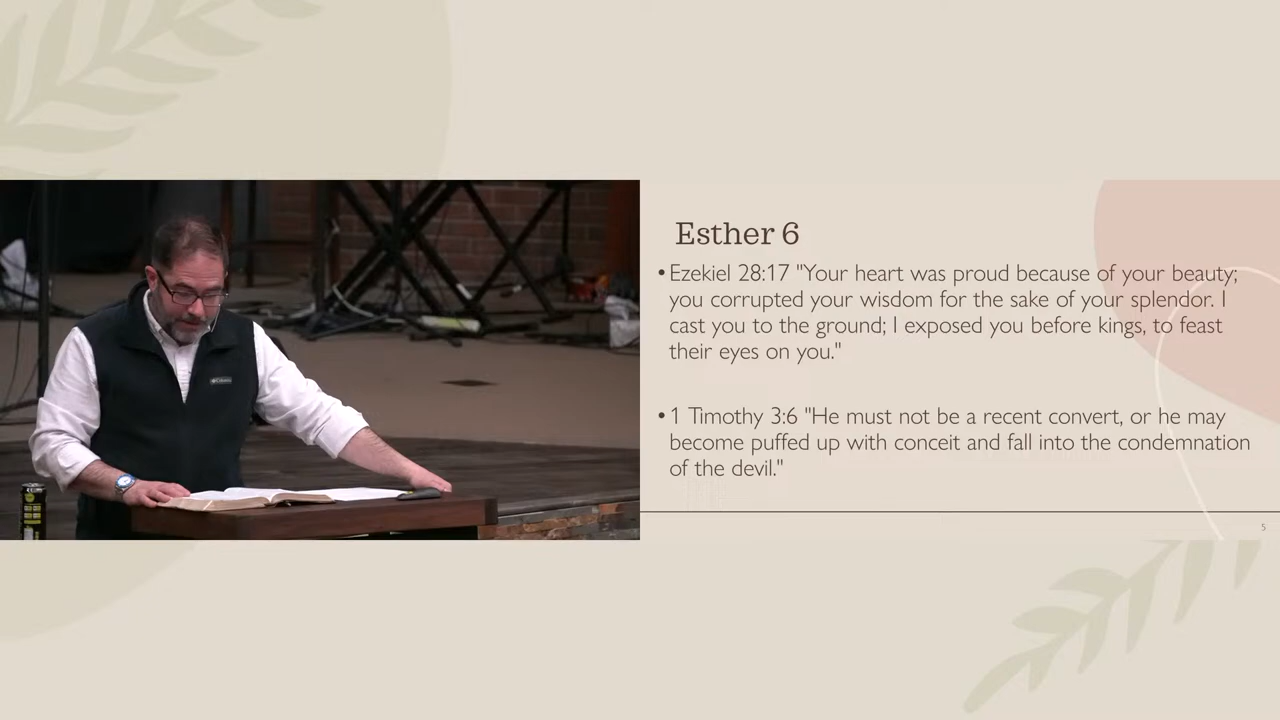 Esther 6
•Ezekiel 28:17 "Your heart was proud because of your beauty;
you corrupted your wisdom for the sake of your splendor. I
cast you to the ground; I exposed you before kings, to feast
their eyes on you."
•1 Timothy 3:6 "He must not be a recent convert, or he may
become puffed up with conceit and fall into the condemnation
of the devil."
5
Columbia